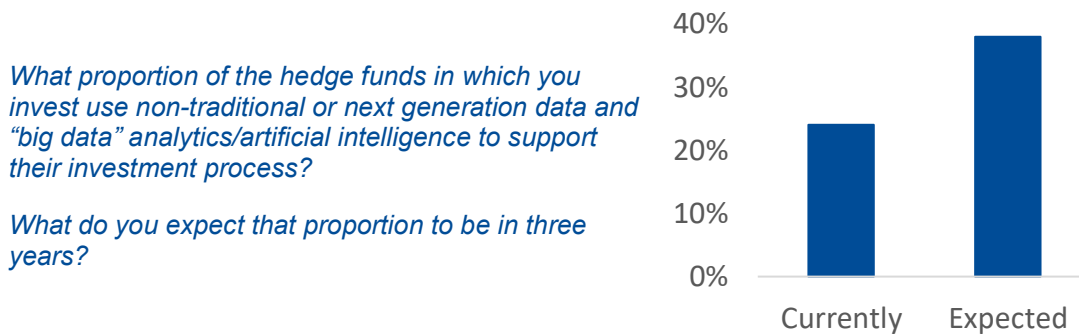 What proportion of the hedge funds in which you
invest use non-traditional or next generation data and
“big data” analytics/artificial intelligence to support
their investment process?
What do you expect that proportion to be in three
years?
40%
30%
20%
10%
0%
Currently Expected